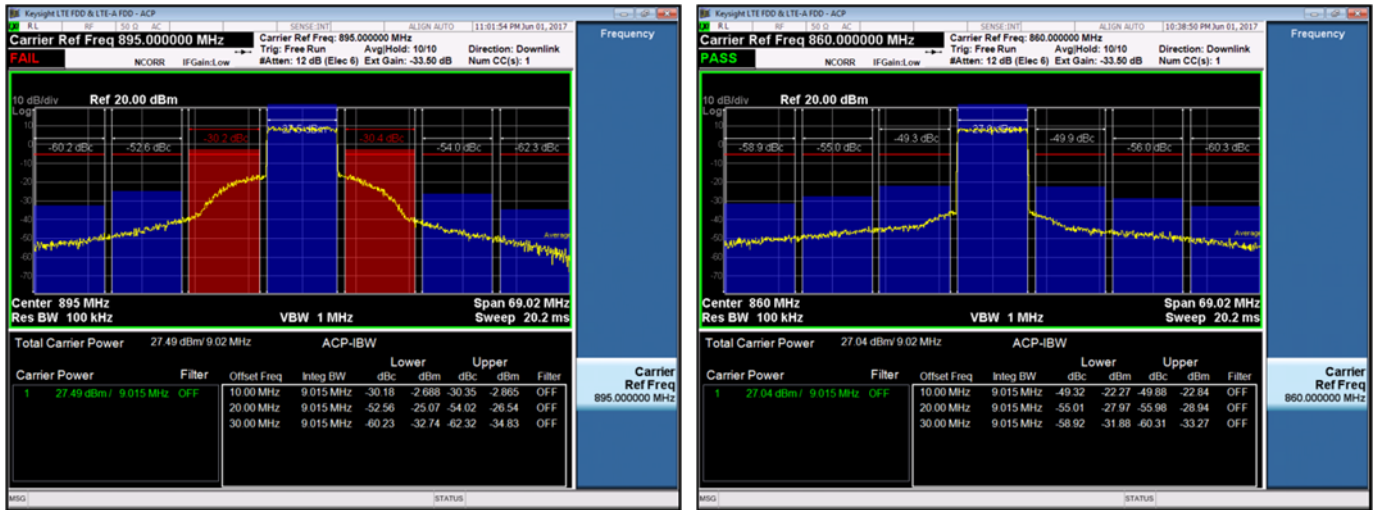 Keysight LTE FDD & LTE-A FDD - ACP
RL RF 50 Ω AC SENSE:INT ALIGN AUTO 11:01:54 PM Jun 01, 2017
Carrier Ref Freq 895.000000 MHz
Carrier Ref Freq: 895.000000 MHz
Trig: Free Run Avg|Hold: 10/10 Direction: Downlink
FAIL
NCORR IFGain:Low #Atten: 12 dB (Elec 6) Ext Gain: -33.50 dB Num CC(s): 1
Frequency
10 dB/div Ref 20.00 dBm
Log
10
0
-10
-20
-30
-40
-50
-60
-70
-60.2 dBc -52.6 dBc -30.2 dBc -30.4 dBc -54.0 dBc -62.3 dBc
Average
Center 895 MHz Span 69.02 MHz
Res BW 100 kHz VBW 1 MHz Sweep 20.2 ms
Total Carrier Power 27.49 dBm/ 9.02 MHz ACP-IBW
Lower Upper
Carrier Power Filter Offset Freq Integ BW dBc dBm dBc dBm Filter
1 27.49 dBm / 9.015 MHz OFF 10.00 MHz 9.015 MHz -30.18 -2.688 -30.35 -2.865 OFF
20.00 MHz 9.015 MHz -52.56 -25.07 -54.02 -26.54 OFF
30.00 MHz 9.015 MHz -60.23 -32.74 -62.32 -34.83 OFF
Carrier
Ref Freq
895.000000 MHz
MSG STATUS
Keysight LTE FDD & LTE-A FDD - ACP
RL RF 50 Ω AC SENSE:INT ALIGN AUTO 10:38:50 PM Jun 01, 2017
Carrier Ref Freq 860.000000 MHz
Carrier Ref Freq: 860.000000 MHz
Trig: Free Run Avg|Hold: 10/10 Direction: Downlink
PASS
NCORR IFGain:Low #Atten: 12 dB (Elec 6) Ext Gain: -33.50 dB Num CC(s): 1
Frequency
10 dB/div Ref 20.00 dBm
Log
10
0
-10
-20
-30
-40
-50
-60
-70
-58.9 dBc -55.0 dBc -49.3 dBc -49.9 dBc -56.0 dBc -60.3 dBc
Average
Center 860 MHz Span 69.02 MHz
Res BW 100 kHz VBW 1 MHz Sweep 20.2 ms
Total Carrier Power 27.04 dBm/ 9.02 MHz ACP-IBW
Lower Upper
Carrier Power Filter Offset Freq Integ BW dBc dBm dBc dBm Filter
1 27.04 dBm / 9.015 MHz OFF 10.00 MHz 9.015 MHz -49.32 -22.27 -49.88 -22.84 OFF
20.00 MHz 9.015 MHz -55.01 -27.97 -55.98 -28.94 OFF
30.00 MHz 9.015 MHz -58.92 -31.88 -60.31 -33.27 OFF
Carrier
Ref Freq
860.000000 MHz
MSG STATUS